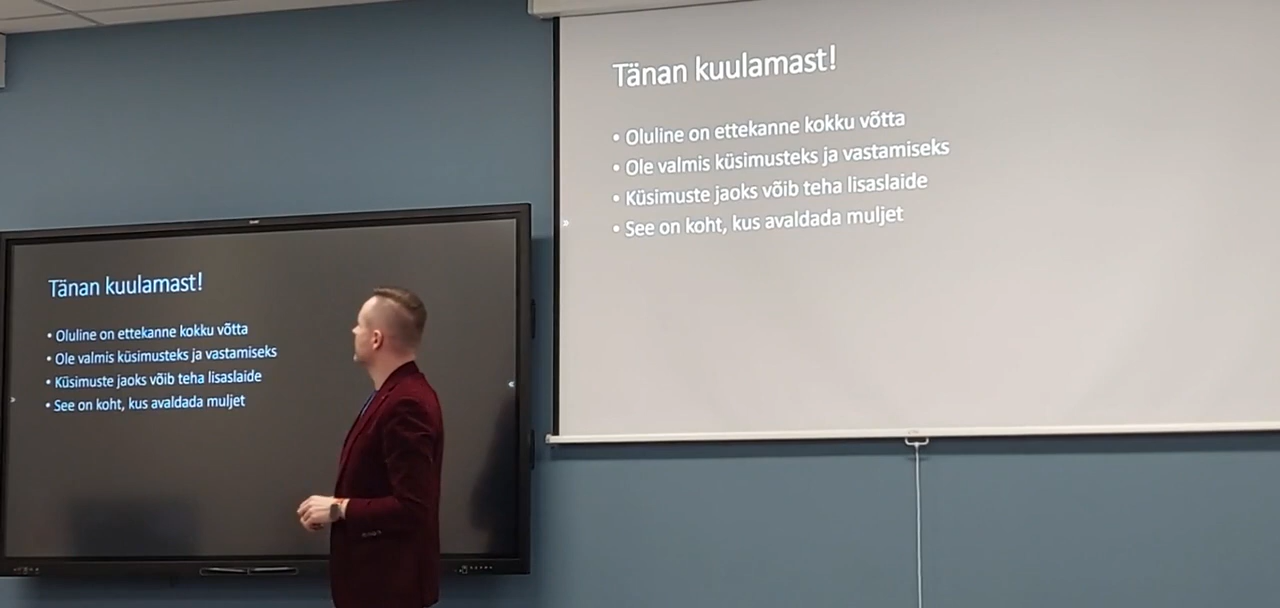 Tänan kuulamast!
• Oluline on ettekanne kokku võtta
• Ole valmis küsimusteks ja vastamiseks
• Küsimuste jaoks võib teha lisaslaide
• See on koht, kus avaldada muljet
Tänan kuulamast!
• Oluline on ettekanne kokku võtta
• Ole valmis küsimusteks ja vastamiseks
• Küsimuste jaoks võib teha lisaslaide
• See on koht, kus avaldada muljet